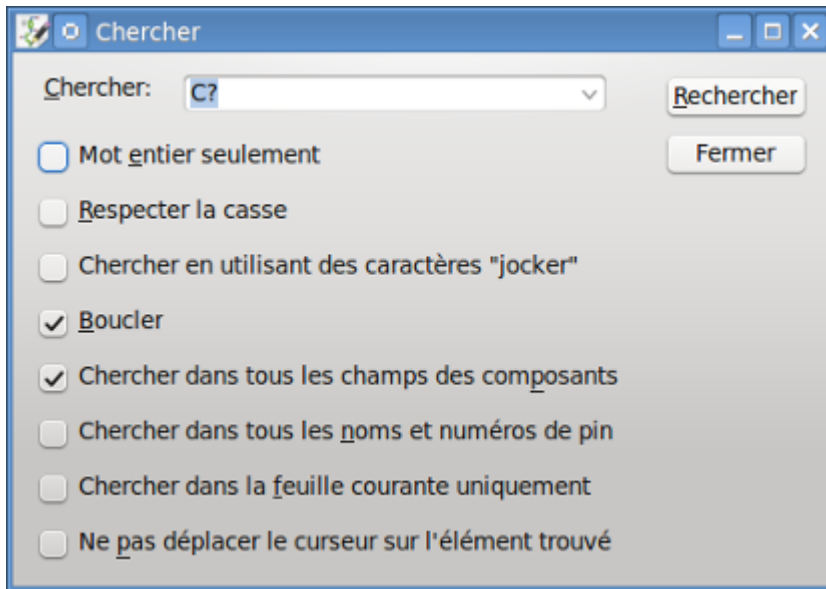 Chercher
Chercher: C? Rechercher
Mot entier seulement Fermer
Respecter la casse
Chercher en utilisant des caractères "jocker"
Boucler
Chercher dans tous les champs des composants
Chercher dans tous les noms et numéros de pin
Chercher dans la feuille courante uniquement
Ne pas déplacer le curseur sur l'élément trouvé